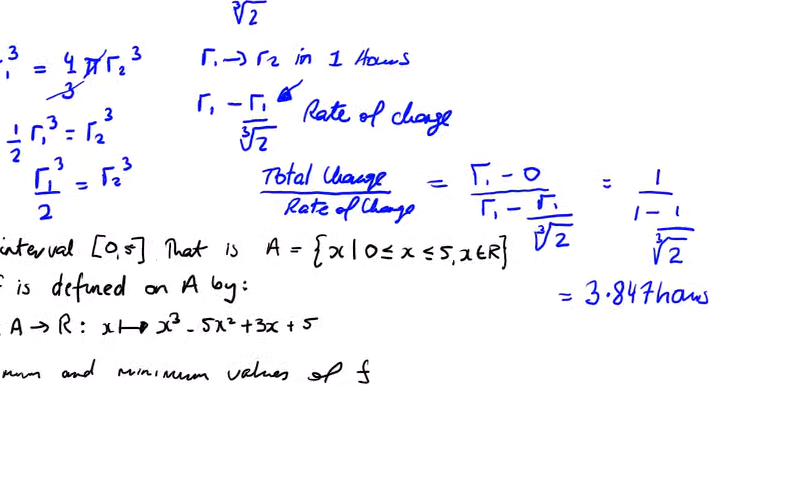 ∛2
r₁³ = 4/3 π r₂³
r₁ → r₂ in 1 Hours
r₁ - r₁/∛2 Rate of change
1/2 r₁³ = r₂³
r₁³/2 = r₂³
Total Change/Rate of Change = r₁ - 0/r₁ - r₁/∛2 = 1/1 - 1/∛2
= 3.847 hours
interval [0,5] That is A = {x | 0 ≤ x ≤ 5, x ∈ R}
f is defined on A by:
A → R : x ↦ x³ - 5x² + 3x + 5
and minimum values of f